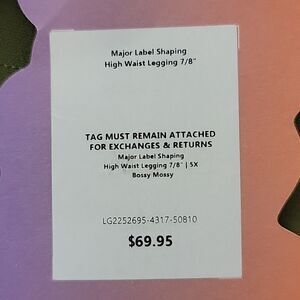 Major Label Shaping
High Waist Legging 7/8"
TAG MUST REMAIN ATTACHED
FOR EXCHANGES & RETURNS
Major Label Shaping
High Waist Legging 7/8" | 5X
Bossy Mossy
LG2252695-4317-50810
$69.95